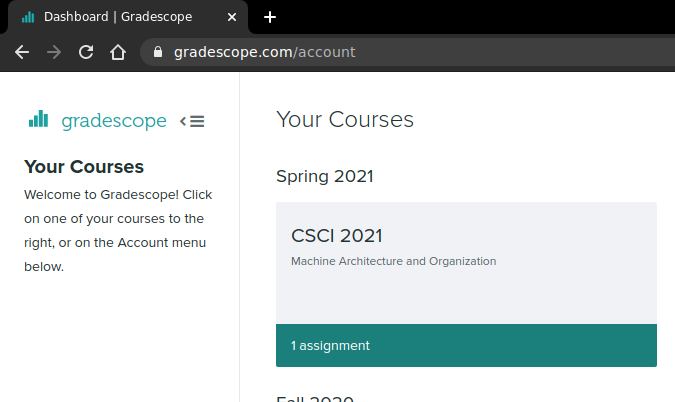 Dashboard | Gradescope
gradescope.com/account
gradescope
Your Courses
Welcome to Gradescope! Click
on one of your courses to the
right, or on the Account menu
below.
Your Courses
Spring 2021
CSCI 2021
Machine Architecture and Organization
1 assignment
Fall 2020